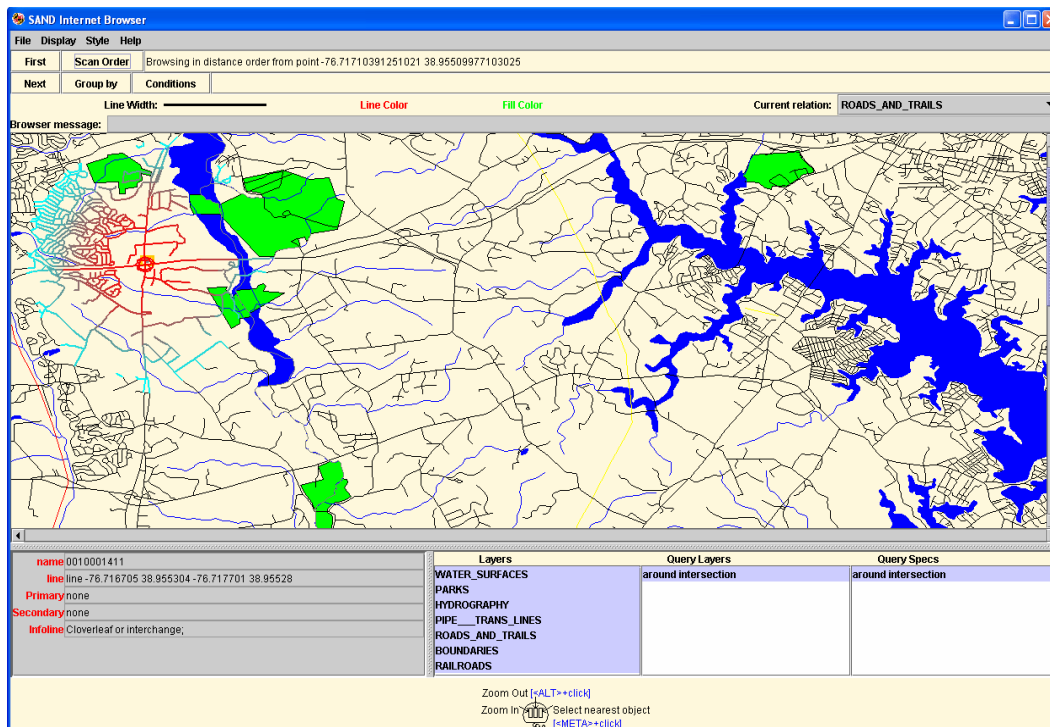 SAND Internet Browser
File Display Style Help
First Scan Order Browsing in distance order from point -76.71710391251021 38.95509977103025
Next Group by Conditions
Line Width: Line Color Fill Color Current relation: ROADS_AND_TRAILS
Browser message:
name 0010001411
line line -76.716705 38.955304 -76.717701 38.95528
Primary none
Secondary none
Infoline Cloverleaf or interchange;
Layers Query Layers Query Specs
WATER_SURFACES around intersection around intersection
PARKS
HYDROGRAPHY
PIPE___TRANS_LINES
ROADS_AND_TRAILS
BOUNDARIES
RAILROADS
Zoom Out [<ALT>+click]
Zoom In Select nearest object
[<META>+click]